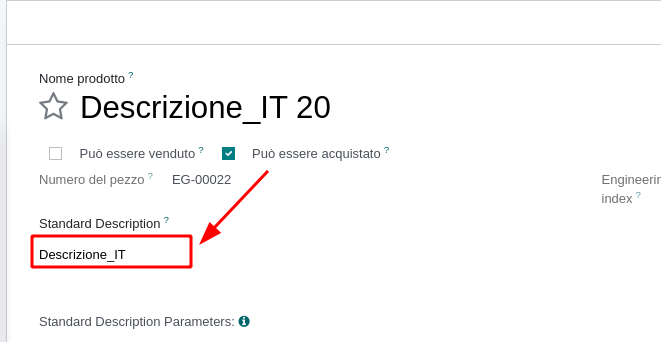 Nome prodotto ?
Descrizione_IT 20
Può essere venduto ? Può essere acquistato ?
Numero del pezzo ? EG-00022
Engineerin
index ?
Standard Description ?
Descrizione_IT
Standard Description Parameters: